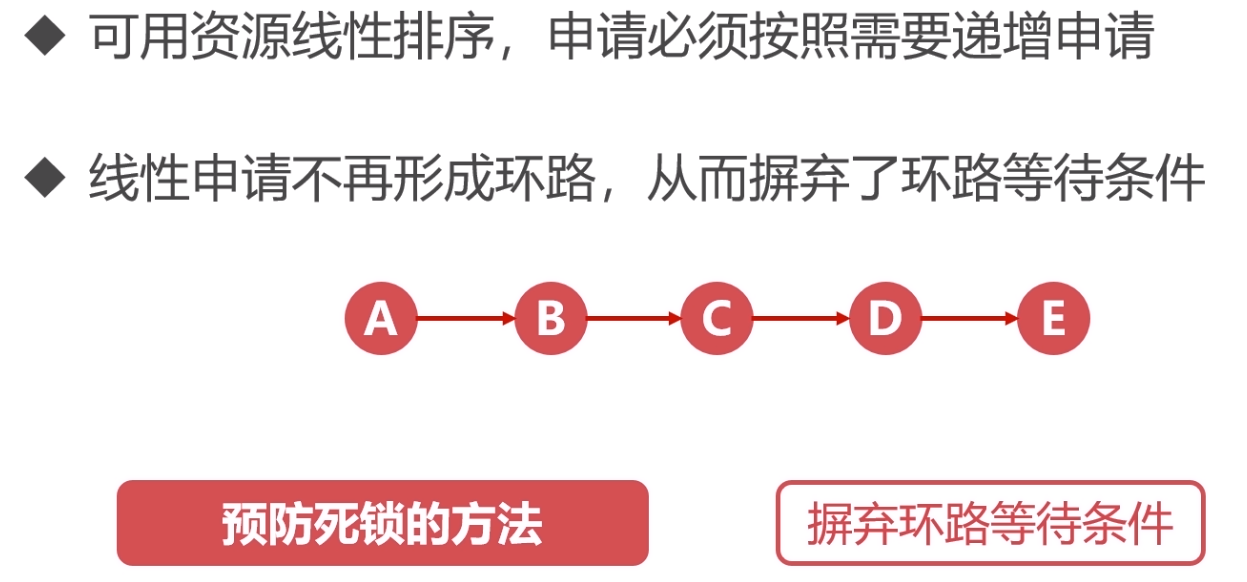 可用资源线性排序，申请必须按照需要递增申请
线性申请不再形成环路，从而摒弃了环路等待条件
A B C D E
预防死锁的方法
摒弃环路等待条件